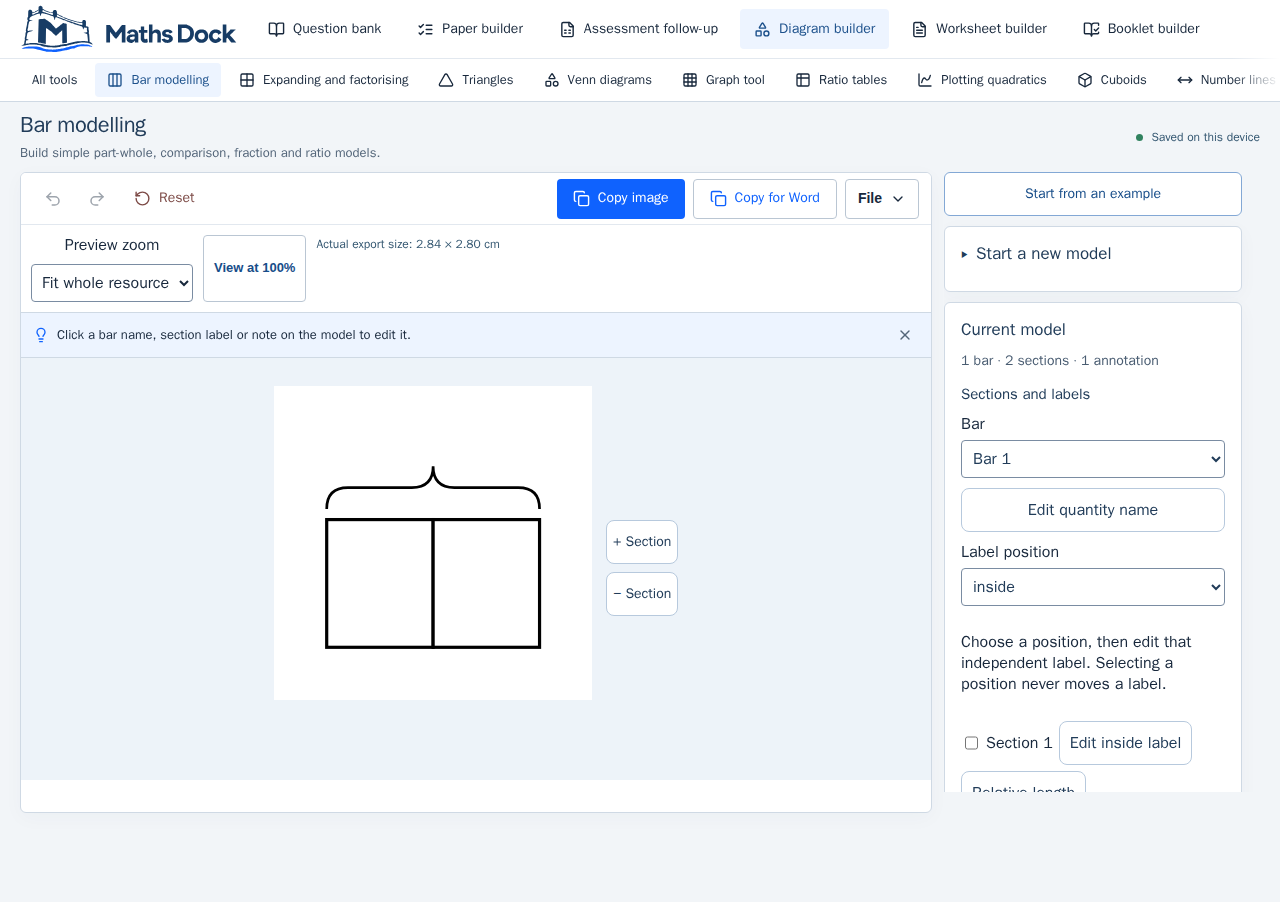 Maths Dock
Question bank
Paper builder
Assessment follow-up
Diagram builder
Worksheet builder
Booklet builder
All tools
Bar modelling
Expanding and factorising
Triangles
Venn diagrams
Graph tool
Ratio tables
Plotting quadratics
Cuboids
Number lines
Bar modelling
Build simple part-whole, comparison, fraction and ratio models.
Saved on this device
Reset
Copy image
Copy for Word
File
Preview zoom
Fit whole resource
View at 100%
Actual export size: 2.84 × 2.80 cm
Click a bar name, section label or note on the model to edit it.
+ Section
− Section
Start from an example
Start a new model
Current model
1 bar · 2 sections · 1 annotation
Sections and labels
Bar
Bar 1
Edit quantity name
Label position
inside
Choose a position, then edit that
independent label. Selecting a
position never moves a label.
Section 1
Edit inside label
Relative length